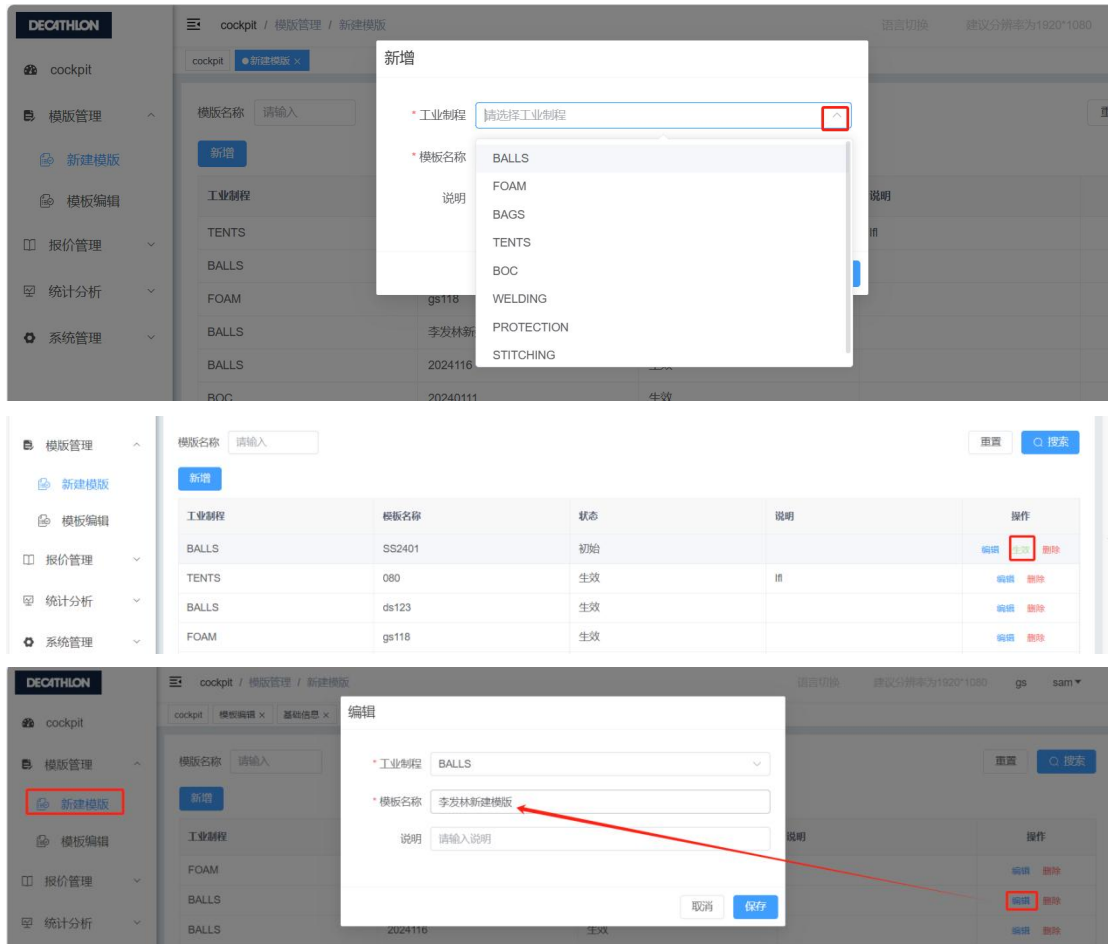 DECATHLON
cockpit / 模版管理 / 新建模版
语言切换 建议分辨率为1920*1080
cockpit
新建模版 ×
新增
cockpit
模版管理
新建模版
模板编辑
报价管理
统计分析
系统管理
模版名称 请输入
新增
* 工业制程 请选择工业制程
* 模板名称
说明
BALLS
FOAM
BAGS
TENTS
BOC
WELDING
PROTECTION
STITCHING
工业制程 说明
TENTS lfl
BALLS
FOAM gs118
BALLS 李发林新
BALLS 2024116 生效
BOC 20240111 生效
模版管理
新建模版
模板编辑
报价管理
统计分析
系统管理
模版名称 请输入 重置 搜索
新增
工业制程 模板名称 状态 说明 操作
BALLS SS2401 初始 编辑 生效 删除
TENTS 080 生效 lfl 编辑 删除
BALLS ds123 生效 编辑 删除
FOAM gs118 生效 编辑 删除
DECATHLON
cockpit / 模版管理 / 新建模版
语言切换 建议分辨率为1920*1080 gs sam
cockpit 模板编辑 × 基础信息 ×
编辑
cockpit
模版管理
新建模版
模板编辑
报价管理
统计分析
模版名称 请输入 重置 搜索
新增
* 工业制程 BALLS
* 模板名称 李发林新建模版
说明 请输入说明
取消 保存
工业制程 说明 操作
FOAM 编辑 删除
BALLS 编辑 删除
BALLS 2024116 生效 编辑 删除